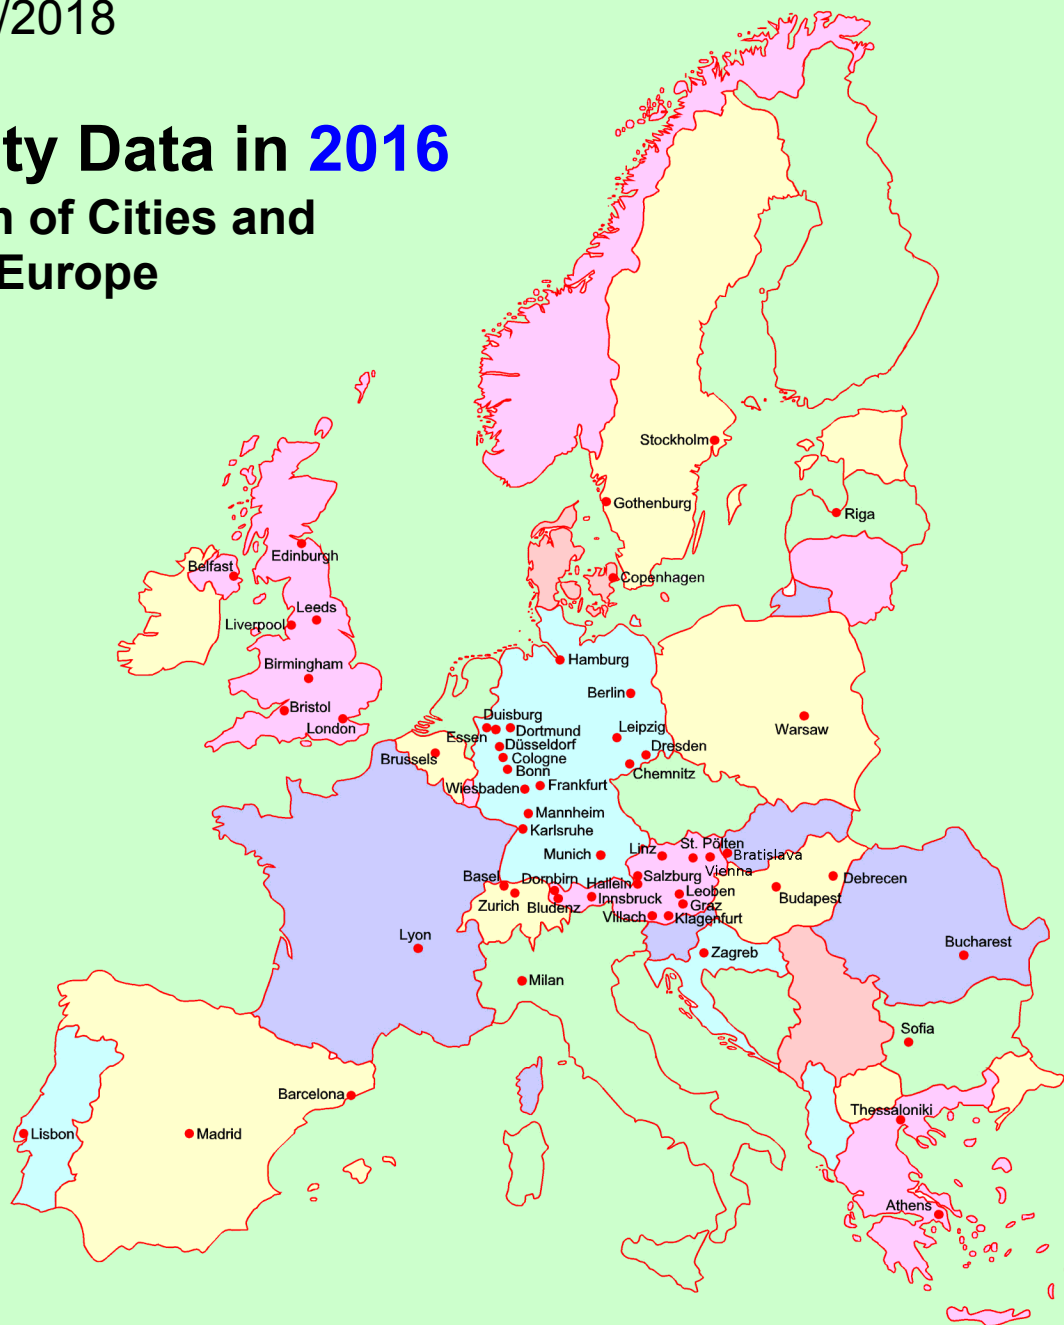 /2018
ty Data in 2016
n of Cities and
Europe
Stockholm
Gothenburg
Riga
Edinburgh
Belfast
Copenhagen
Leeds
Liverpool
Hamburg
Birmingham
Berlin
Bristol
Duisburg
London
Leipzig
Dortmund
Warsaw
Essen
Düsseldorf
Dresden
Brussels
Cologne
Bonn
Chemnitz
Wiesbaden
Frankfurt
Mannheim
Karlsruhe
St. Pölten
Linz
Munich
Bratislava
Vienna
Basel
Dornbirn
Hallein
Salzburg
Debrecen
Leoben
Innsbruck
Budapest
Zurich
Bludenz
Graz
Villach
Klagenfurt
Lyon
Bucharest
Zagreb
Milan
Sofia
Barcelona
Thessaloniki
Lisbon
Madrid
Athens